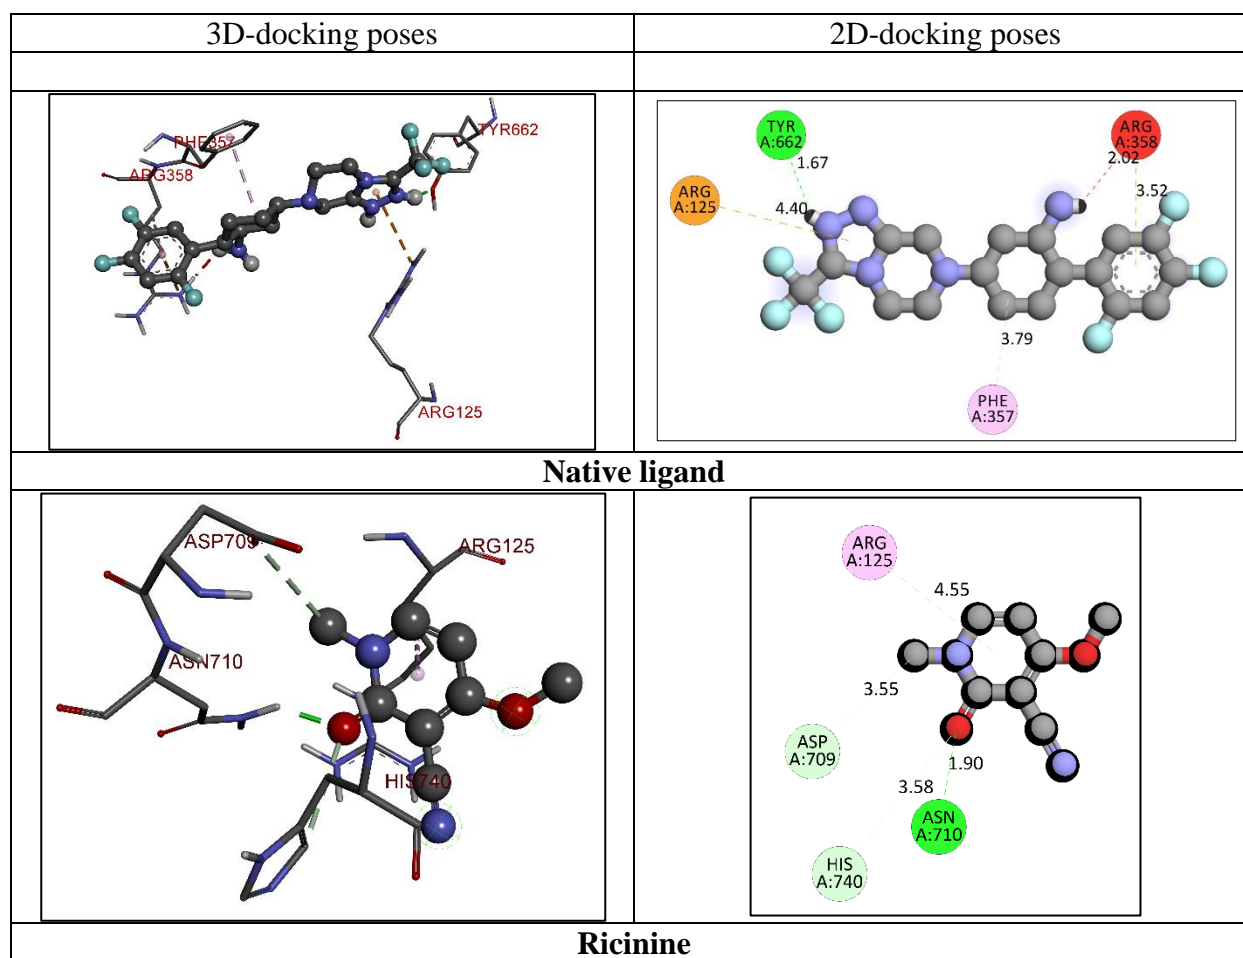 3D-docking poses
2D-docking poses
PHE357
ARG358
TYR662
ARG125
TYR
A:662
1.67
ARG
A:125
4.40
ARG
A:358
2.02
3.52
3.79
PHE
A:357
Native ligand
ASP709
ARG125
ASN710
HIS740
ARG
A:125
4.55
3.55
ASP
A:709
1.90
3.58
ASN
A:710
HIS
A:740
Ricinine